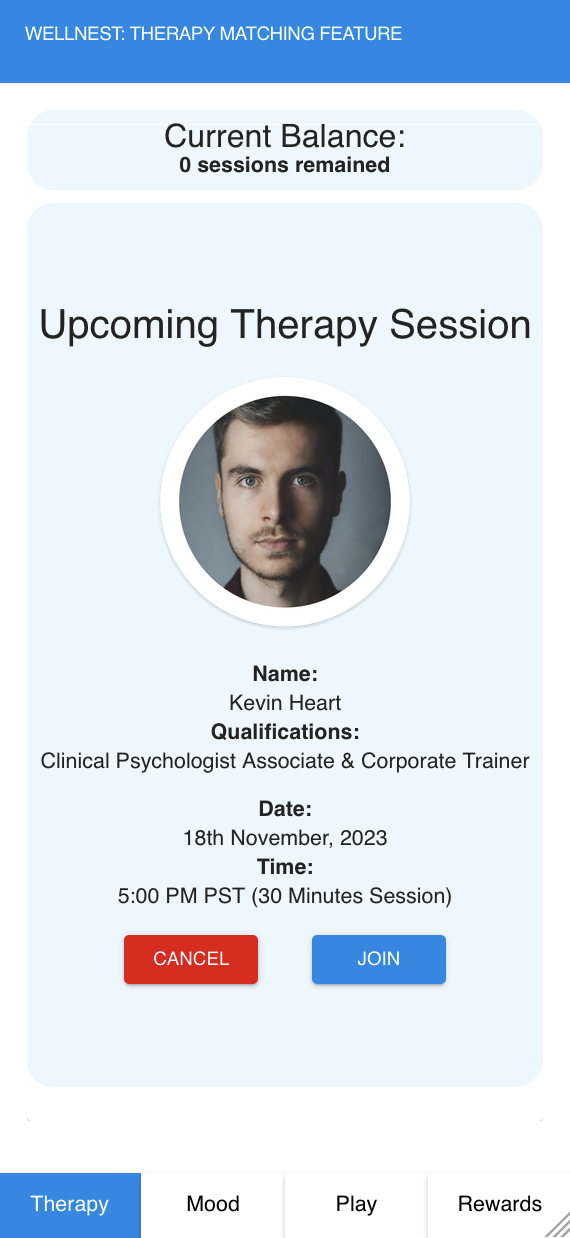 WELLNEST: THERAPY MATCHING FEATURE
Current Balance:
0 sessions remained
Upcoming Therapy Session
Name:
Kevin Heart
Qualifications:
Clinical Psychologist Associate & Corporate Trainer
Date:
18th November, 2023
Time:
5:00 PM PST (30 Minutes Session)
CANCEL JOIN
Therapy Mood Play Rewards